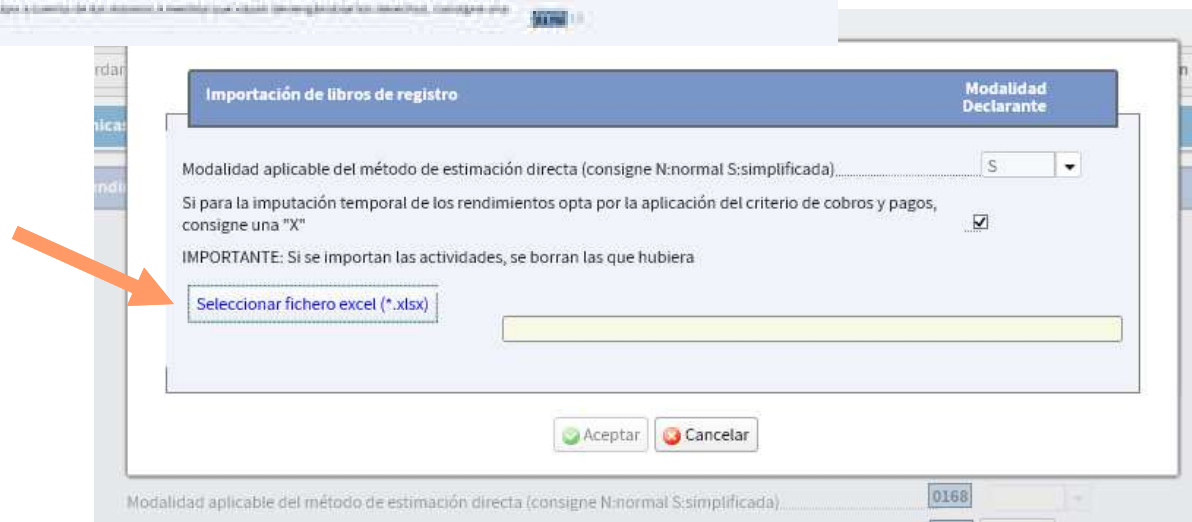 rdar
Importación de libros de registro
Modalidad
Declarante
nicas
Modalidad aplicable del método de estimación directa (consigne N:normal S:simplificada)
S
Si para la imputación temporal de los rendimientos opta por la aplicación del criterio de cobros y pagos,
consigne una "X"
IMPORTANTE: Si se importan las actividades, se borran las que hubiera
Seleccionar fichero excel (*.xlsx)
Aceptar
Cancelar
Modalidad aplicable del método de estimación directa (consigne N:normal S:simplificada)
0168